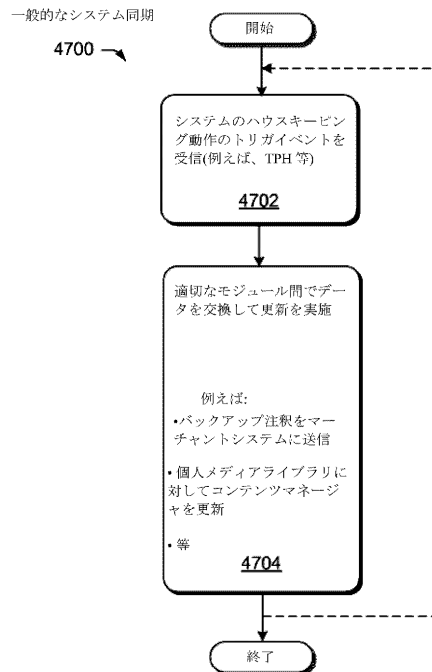 一般的なシステム同期
4700
開始
システムのハウスキーピン
グ動作のトリガイベントを
受信(例えば、TPH 等)
4702
適切なモジュール間でデー
タを交換して更新を実施
例えば:
•バックアップ注釈をマー
チャントシステムに送信
•個人メディアライブラリに
対してコンテンツマネージ
ャを更新
•等
4704
終了